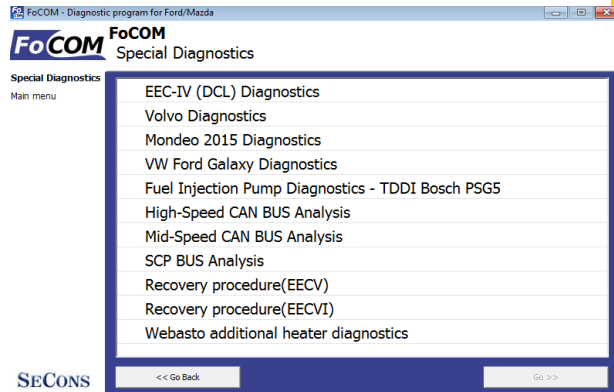 FoCOM - Diagnostic program for Ford/Mazda
FoCOM
FoCOM
Special Diagnostics
Special Diagnostics
Main menu
EEC-IV (DCL) Diagnostics
Volvo Diagnostics
Mondeo 2015 Diagnostics
VW Ford Galaxy Diagnostics
Fuel Injection Pump Diagnostics - TDDI Bosch PSG5
High-Speed CAN BUS Analysis
Mid-Speed CAN BUS Analysis
SCP BUS Analysis
Recovery procedure(EECV)
Recovery procedure(EECVI)
Webasto additional heater diagnostics
SECONS
<< Go Back
Go >>